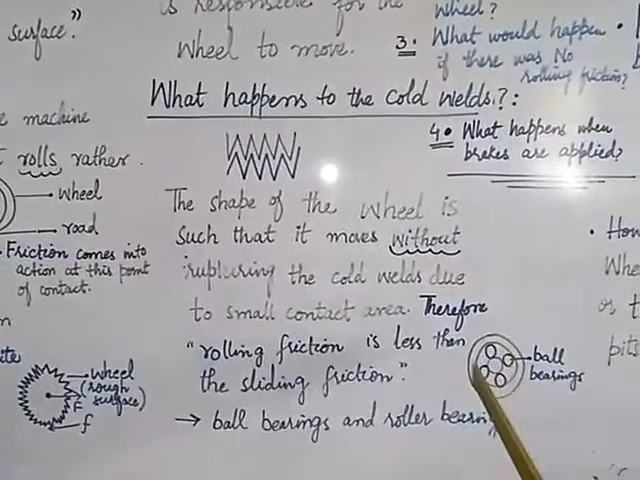 surface."
is responsible for the
wheel to move.
wheel?
3. What would happen
if there was No
rolling friction?
What happens to the cold welds.?:
4. What happens when
brakes are applied?
machine
rolls rather.
wheel
road
Friction comes into
action at this point
of contact.
wheel
(rough
surface)
F
f
The shape of the wheel is
such that it moves without
rupturing the cold welds due
to small contact area. Therefore
"rolling friction is less then
the sliding friction".
→ ball bearings and roller bearin
ball
bearings
How
Whe
or t
pits